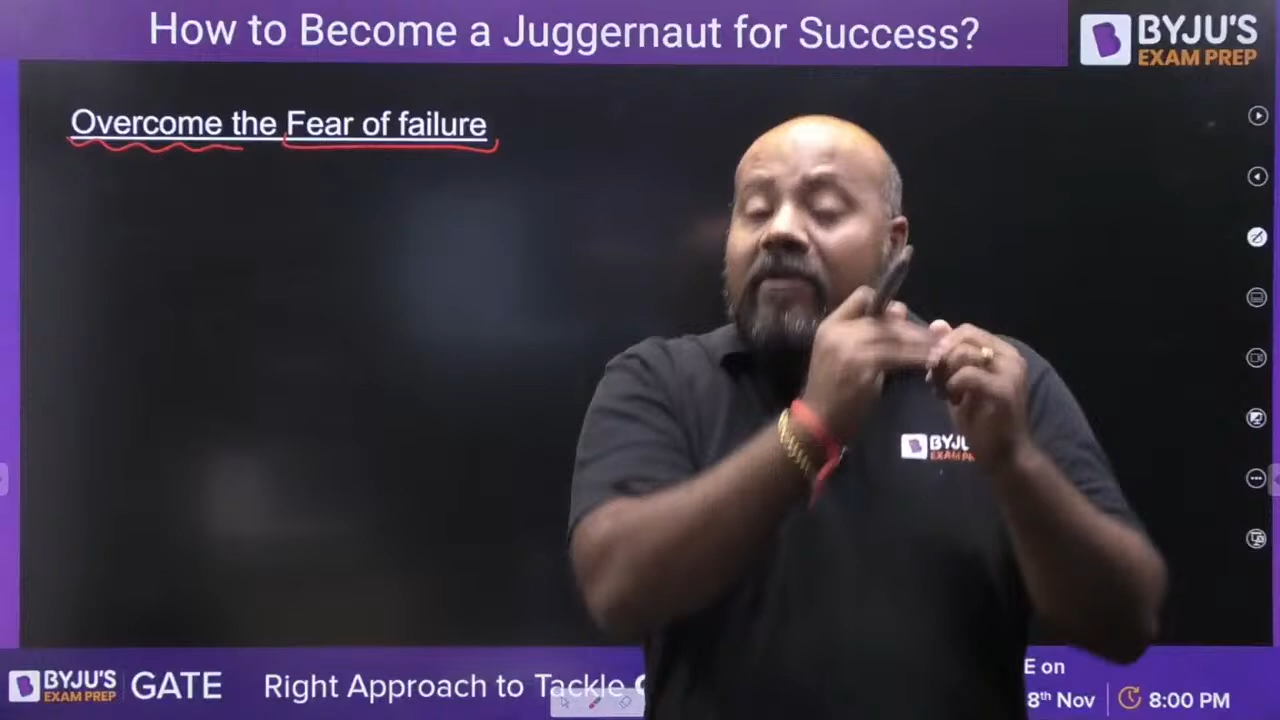 How to Become a Juggernaut for Success?
BYJU'S
EXAM PREP
Overcome the Fear of failure
BYJU
EXAM
BYJU'S
EXAM PREP
GATE
Right Approach to Tackle
E on
8th Nov
8:00 PM